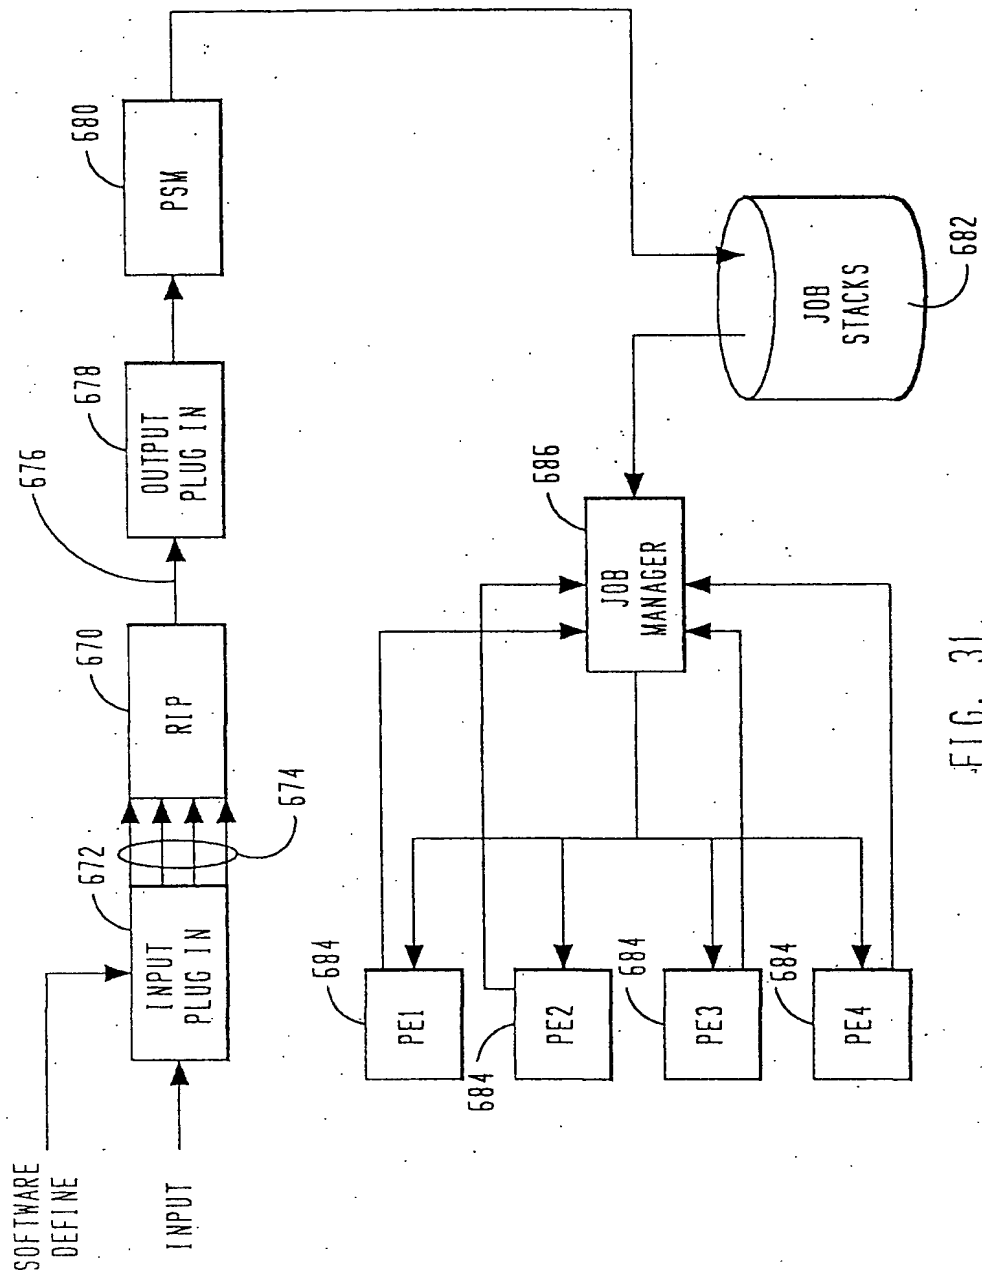 SOFTWARE
DEFINE
INPUT
INPUT
PLUG IN
672
674
RIP
670
676
OUTPUT
PLUG IN
678
PSM
680
JOB
STACKS
682
JOB
MANAGER
686
PE1
684
PE2
684
PE3
684
PE4
684
FIG. 31